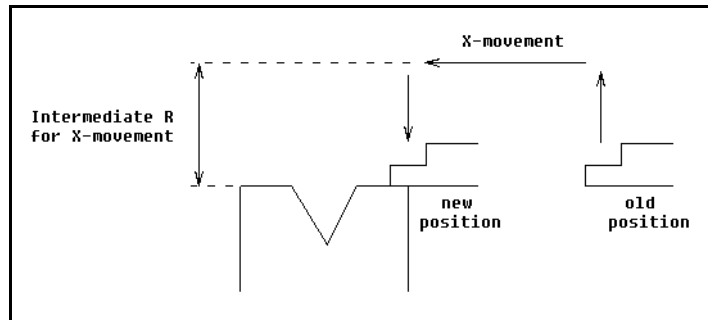 X-movement
Intermediate R
for X-movement
new
position
old
position